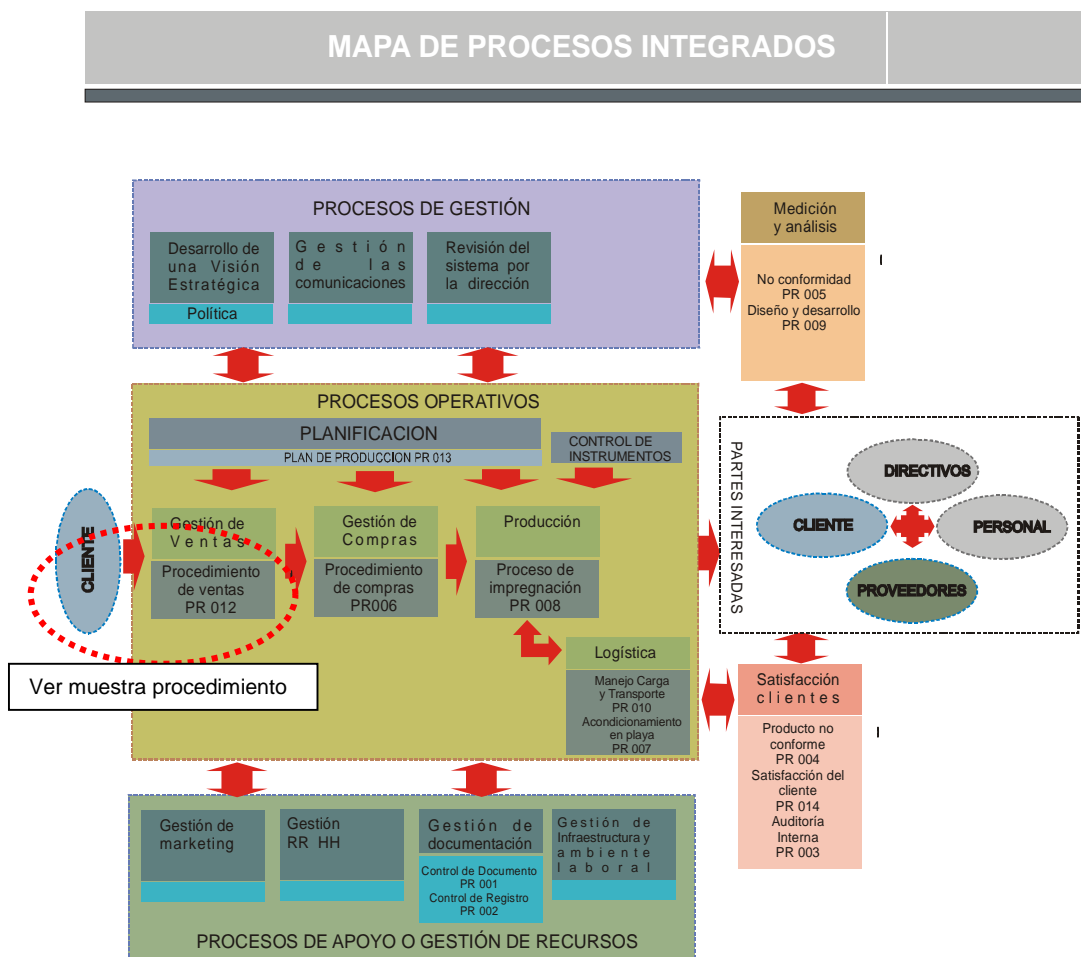 MAPA DE PROCESOS INTEGRADOS
PROCESOS DE GESTIÓN
Desarrollo de
una Visión
Estratégica
Política
Gestión
de las
comunicaciones
Revisión del
sistema por
la dirección
Medición
y análisis
No conformidad
PR 005
Diseño y desarrollo
PR 009
PROCESOS OPERATIVOS
PLANIFICACION
PLAN DE PRODUCCION PR 013
CONTROL DE
INSTRUMENTOS
CLIENTE
Gestión de
Ventas
Procedimiento
de ventas
PR 012
Gestión de
Compras
Procedimiento
de compras
PR006
Producción
Proceso de
impregnación
PR 008
Logística
Manejo Carga
y Transporte
PR 010
Acondicionamiento
en playa
PR 007
Ver muestra procedimiento
PARTES INTERESADAS
DIRECTIVOS
CLIENTE
PERSONAL
PROVEEDORES
Satisfacción
clientes
Producto no
conforme
PR 004
Satisfacción del
cliente
PR 014
Auditoría
Interna
PR 003
Gestión de
marketing
Gestión
RR HH
Gestión de
documentación
Control de Documento
PR 001
Control de Registro
PR 002
Gestión de
Infraestructura y
ambiente
laboral
PROCESOS DE APOYO O GESTIÓN DE RECURSOS